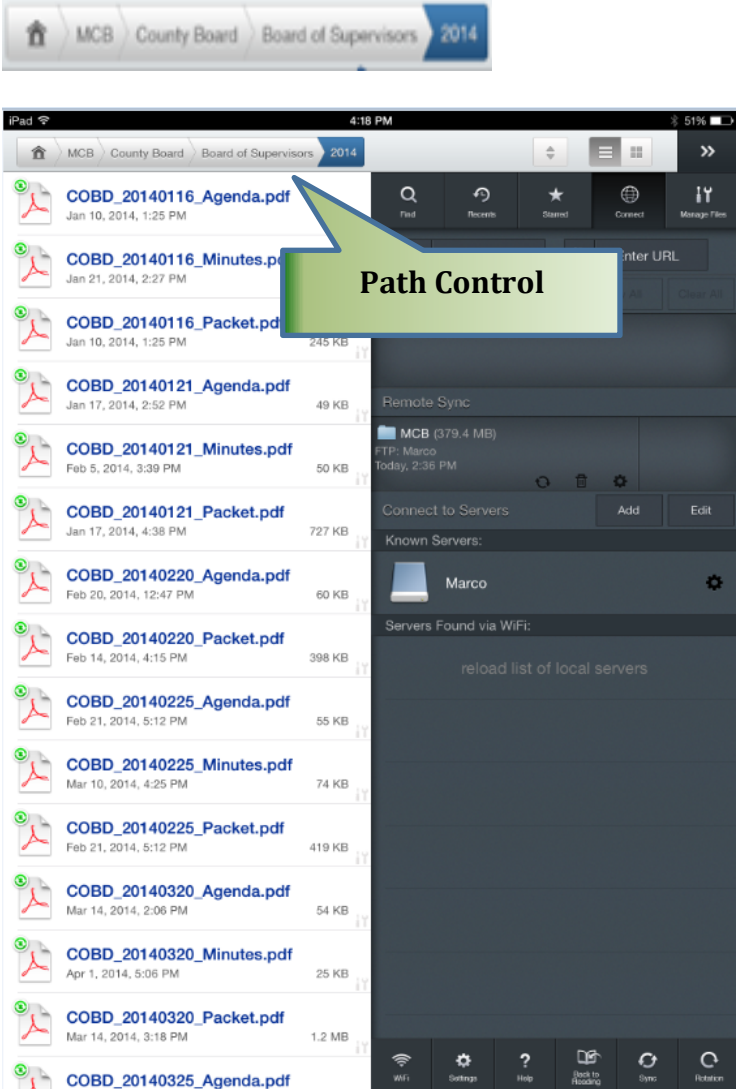 MCB County Board Board of Supervisors 2014
iPad 4:18 PM 51%
MCB County Board Board of Supervisors 2014
COBD_20140116_Agenda.pdf
Jan 10, 2014, 1:25 PM
COBD_20140116_Minutes.pd
Jan 21, 2014, 2:27 PM
COBD_20140116_Packet.pdf
Jan 10, 2014, 1:25 PM 245 KB
COBD_20140121_Agenda.pdf
Jan 17, 2014, 2:52 PM 49 KB
COBD_20140121_Minutes.pdf
Feb 5, 2014, 3:39 PM 50 KB
COBD_20140121_Packet.pdf
Jan 17, 2014, 4:38 PM 727 KB
COBD_20140220_Agenda.pdf
Feb 20, 2014, 12:47 PM 60 KB
COBD_20140220_Packet.pdf
Feb 14, 2014, 4:15 PM 398 KB
COBD_20140225_Agenda.pdf
Feb 21, 2014, 5:12 PM 55 KB
COBD_20140225_Minutes.pdf
Mar 10, 2014, 4:25 PM 74 KB
COBD_20140225_Packet.pdf
Feb 21, 2014, 5:12 PM 419 KB
COBD_20140320_Agenda.pdf
Mar 14, 2014, 2:06 PM 54 KB
COBD_20140320_Minutes.pdf
Apr 1, 2014, 5:06 PM 25 KB
COBD_20140320_Packet.pdf
Mar 14, 2014, 3:18 PM 1.2 MB
COBD_20140325_Agenda.pdf
Path Control
Find Recents Starred Connect Manage Files
Enter URL
All Clear All
Remote Sync
MCB (379.4 MB)
FTP: Marco
Today, 2:36 PM
Connect to Servers Add Edit
Known Servers:
Marco
Servers Found via WiFi:
reload list of local servers
WiFi Settings Help Back to Reading Sync Rotation